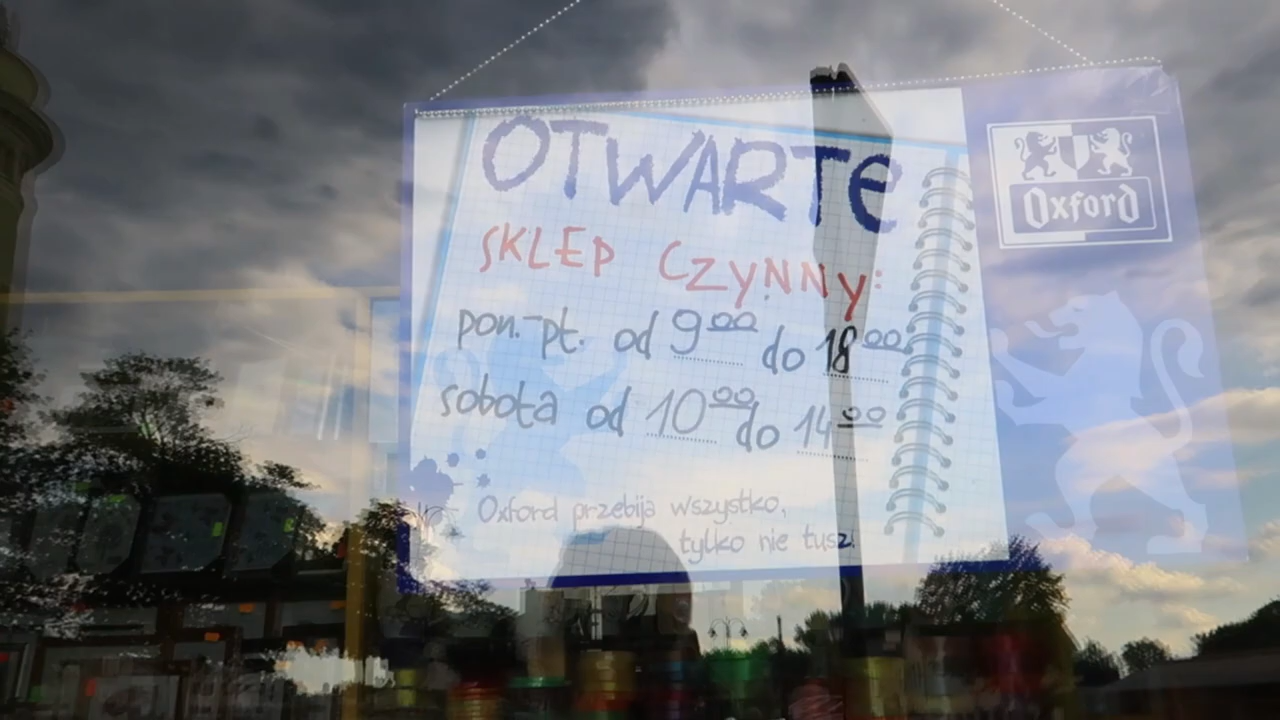 OTWARTE
SKLEP CZYNNY:
pon.-pt. od 9⁰⁰ do 18⁰⁰
sobota od 10⁰⁰ do 14⁰⁰
Oxford przebija wszystko,
tylko nie tusz!
Oxford